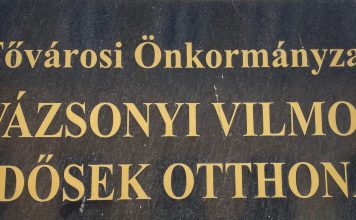 Fővárosi Önkormányza
VÁZSONYI VILMO
DŐSEK OTTHON